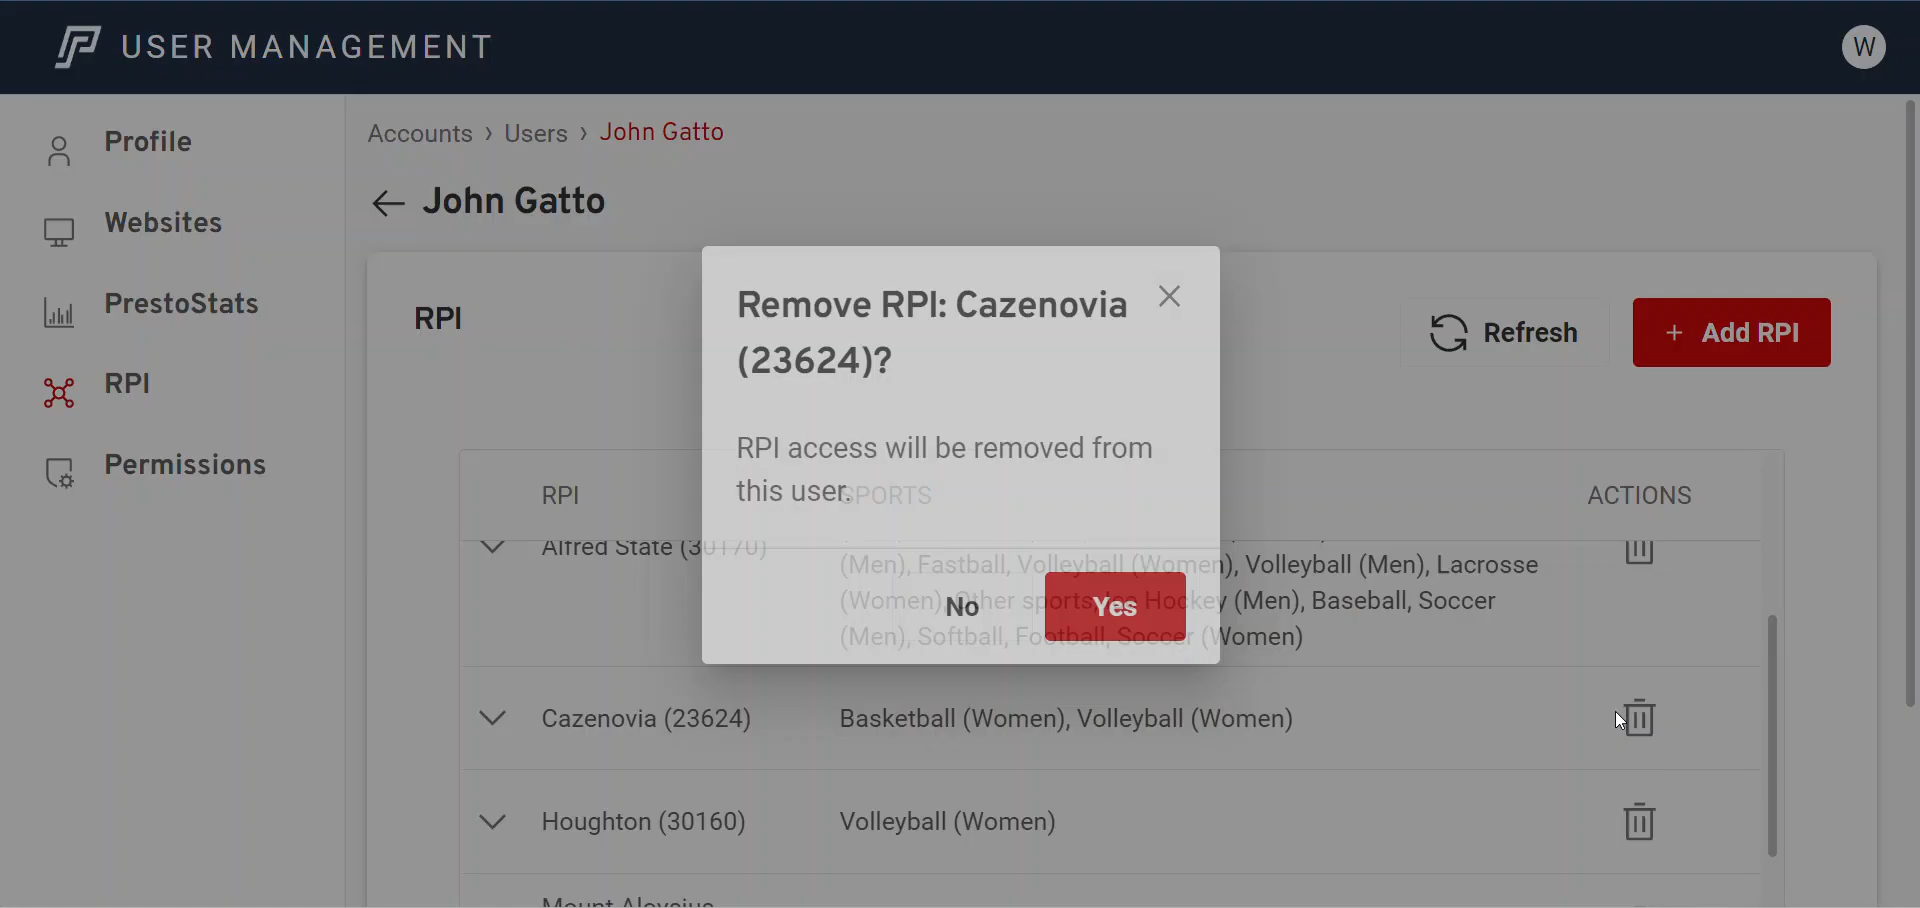 USER MANAGEMENT
W
Profile
Websites
PrestoStats
RPI
Permissions
Accounts › Users › John Gatto
John Gatto
RPI
Refresh
+ Add RPI
Remove RPI: Cazenovia
(23624)?
RPI access will be removed from
this user.
No
Yes
RPI SPORTS ACTIONS
Alfred State (30170)
(Men), Fastball, Volleyball (Women), Volleyball (Men), Lacrosse
(Women), Other sports, Ice Hockey (Men), Baseball, Soccer
(Men), Softball, Football, Soccer (Women)
Cazenovia (23624) Basketball (Women), Volleyball (Women)
Houghton (30160) Volleyball (Women)
Mount Aloysius